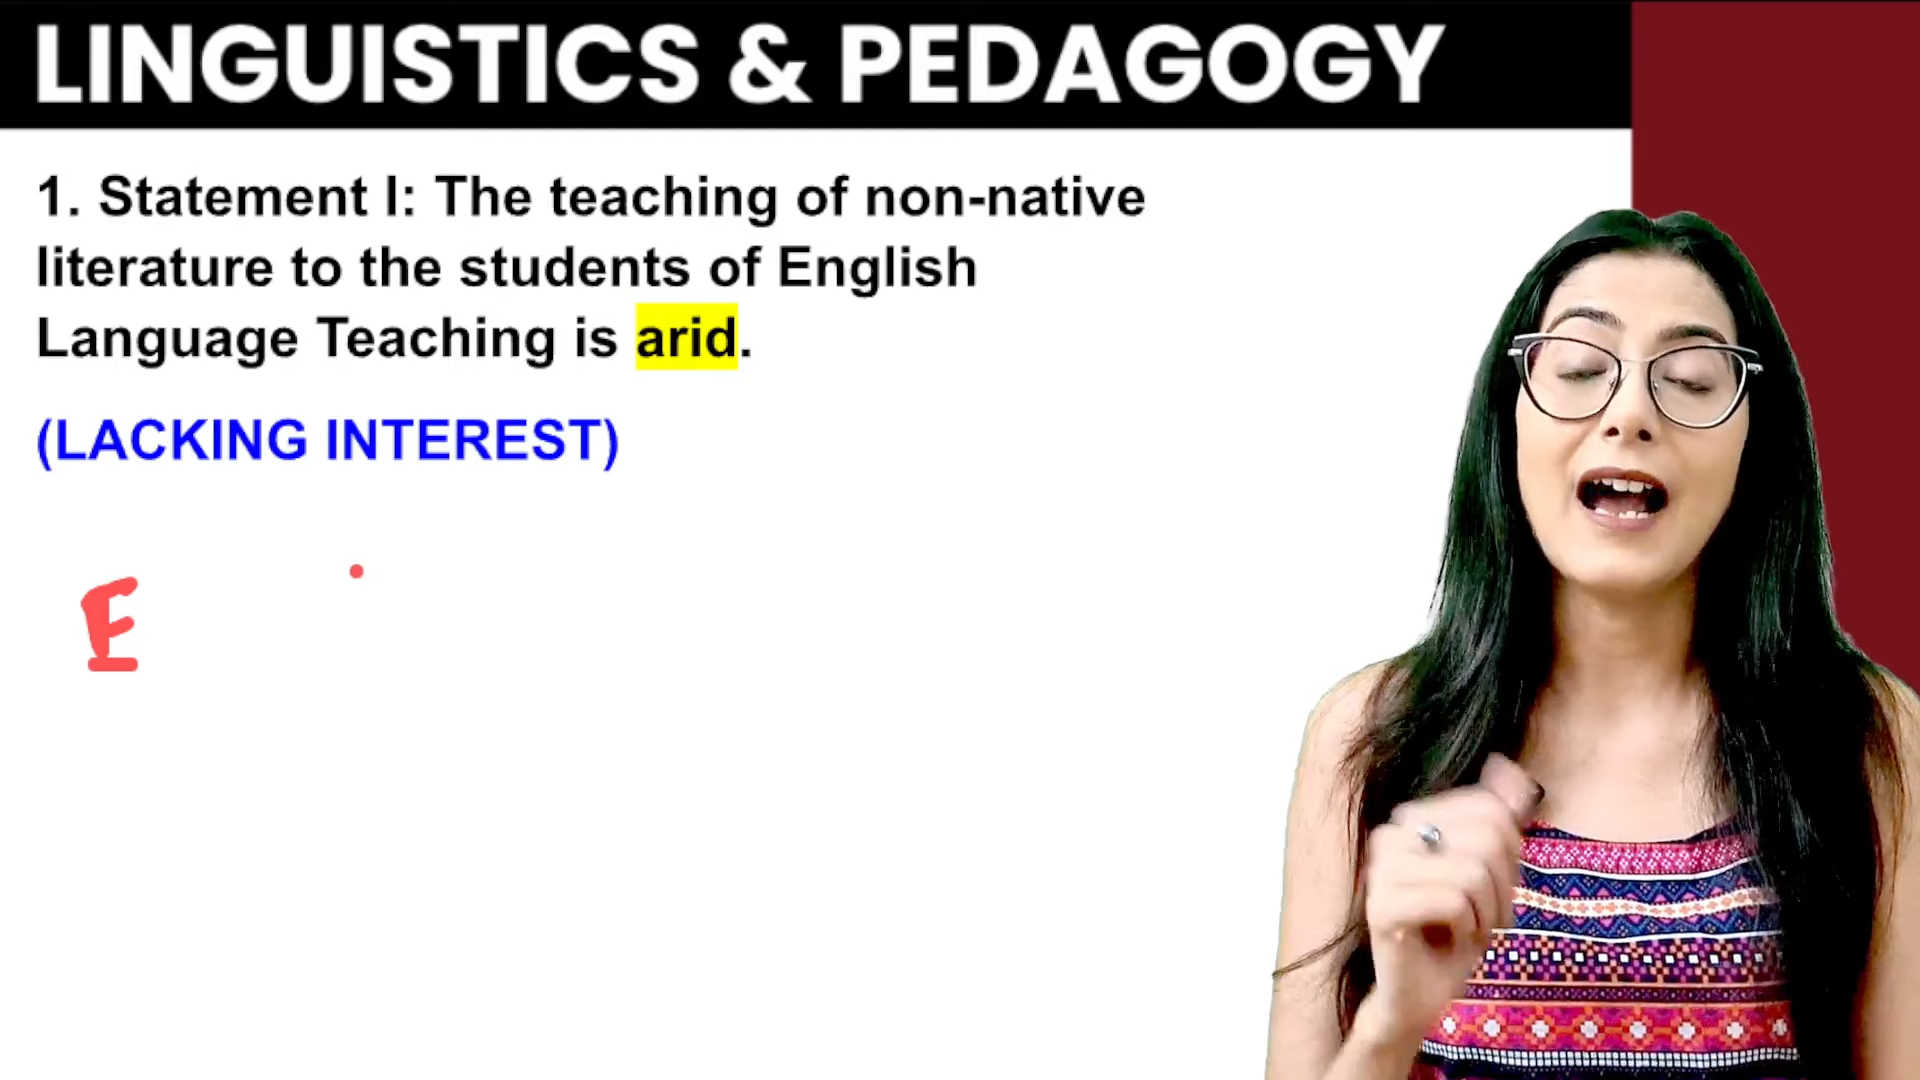 LINGUISTICS & PEDAGOGY
1. Statement I: The teaching of non-native
literature to the students of English
Language Teaching is arid.
(LACKING INTEREST)
E